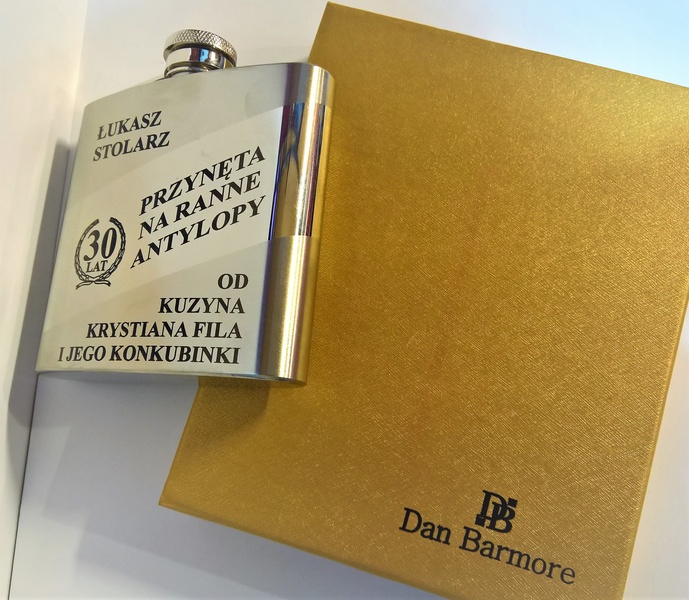 ŁUKASZ
STOLARZ
PRZYNĘTA
NA RANNE
ANTYLOPY
30
LAT
OD
KUZYNA
KRYSTIANA FILA
I JEGO KONKUBINKI
DB
Dan Barmore